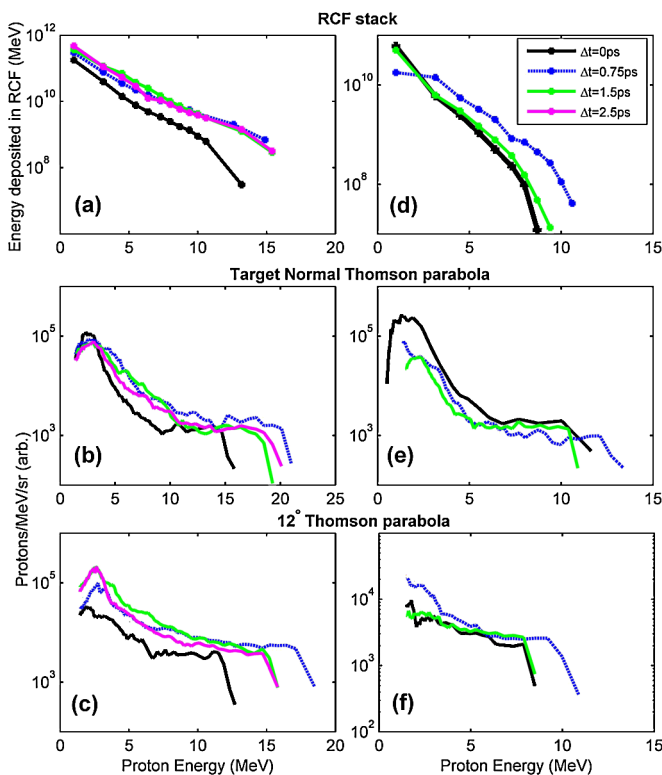 RCF stack
Energy deposited in RCF (MeV)
10^12
10^10
10^8
0 5 10 15 20
(a)
10^10
10^8
0 5 10 15
(d)
Δt=0ps
Δt=0.75ps
Δt=1.5ps
Δt=2.5ps
Target Normal Thomson parabola
Protons/MeV/sr (arb.)
10^5
10^3
0 5 10 15 20 25
(b)
10^5
10^3
0 5 10 15
(e)
12° Thomson parabola
10^5
10^3
0 5 10 15 20
(c)
Proton Energy (MeV)
10^4
10^3
10^2
0 5 10 15
(f)
Proton Energy (MeV)